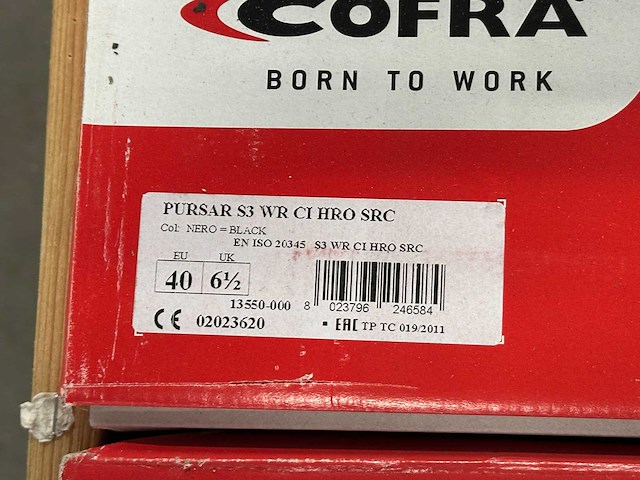 COFRA
BORN TO WORK
PURSAR S3 WR CI HRO SRC
Col: NERO = BLACK
EN ISO 20345 S3 WR CI HRO SRC
EU UK
40 6½
13550-000 8 023796 246584
CE 02023620 ▪ EAC TP TC 019/2011